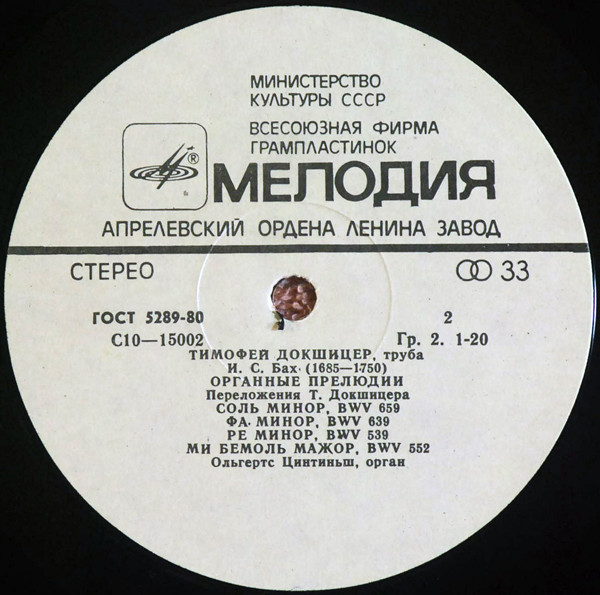 МИНИСТЕРСТВО
КУЛЬТУРЫ СССР
ВСЕСОЮЗНАЯ ФИРМА
ГРАМПЛАСТИНОК
®
МЕЛОДИЯ
АПРЕЛЕВСКИЙ ОРДЕНА ЛЕНИНА ЗАВОД
СТЕРЕО 33
ГОСТ 5289-80 2
С10—15002 Гр. 2. 1-20
ТИМОФЕЙ ДОКШИЦЕР, труба
И. С. Бах (1685—1750)
ОРГАННЫЕ ПРЕЛЮДИИ
Переложения Т. Докшицера
СОЛЬ МИНОР, BWV 659
ФА МИНОР, BWV 639
РЕ МИНОР, BWV 539
МИ БЕМОЛЬ МАЖОР, BWV 552
Ольгертс Цинтиньш, орган